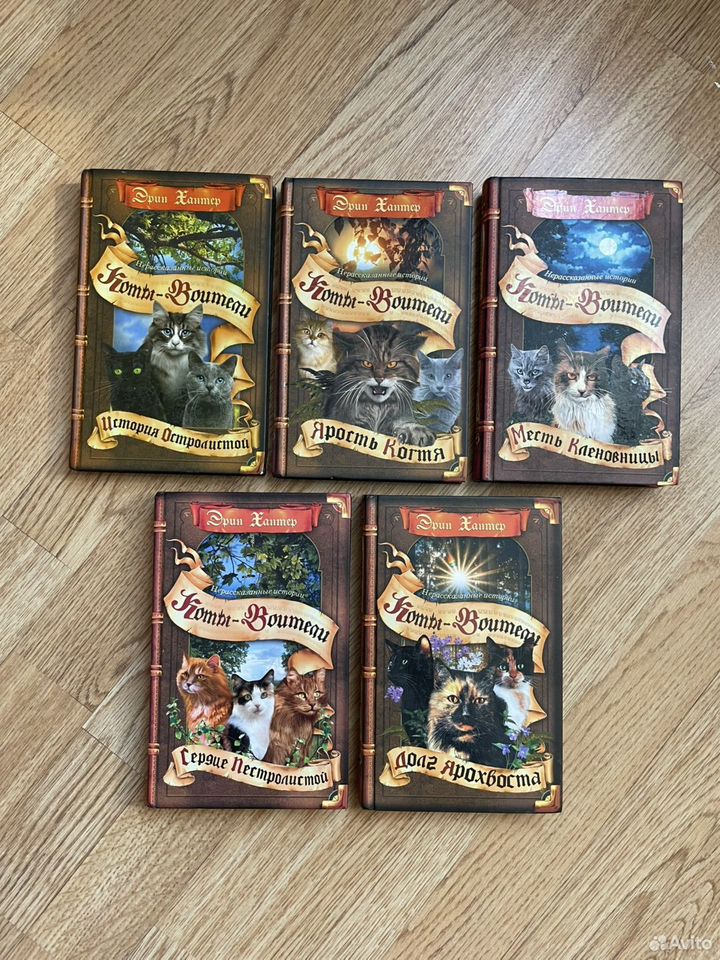 Эрин Хантер
Нерассказанные истории
Коты-Воители
История Остролистой
Эрин Хантер
Нерассказанные истории
Коты-Воители
Ярость Когтя
Эрин Хантер
Нерассказанные истории
Коты-Воители
Месть Кленовницы
Эрин Хантер
Нерассказанные истории
Коты-Воители
Сердце Пестролистой
Эрин Хантер
Нерассказанные истории
Коты-Воители
Долг Ярохвоста
Avito